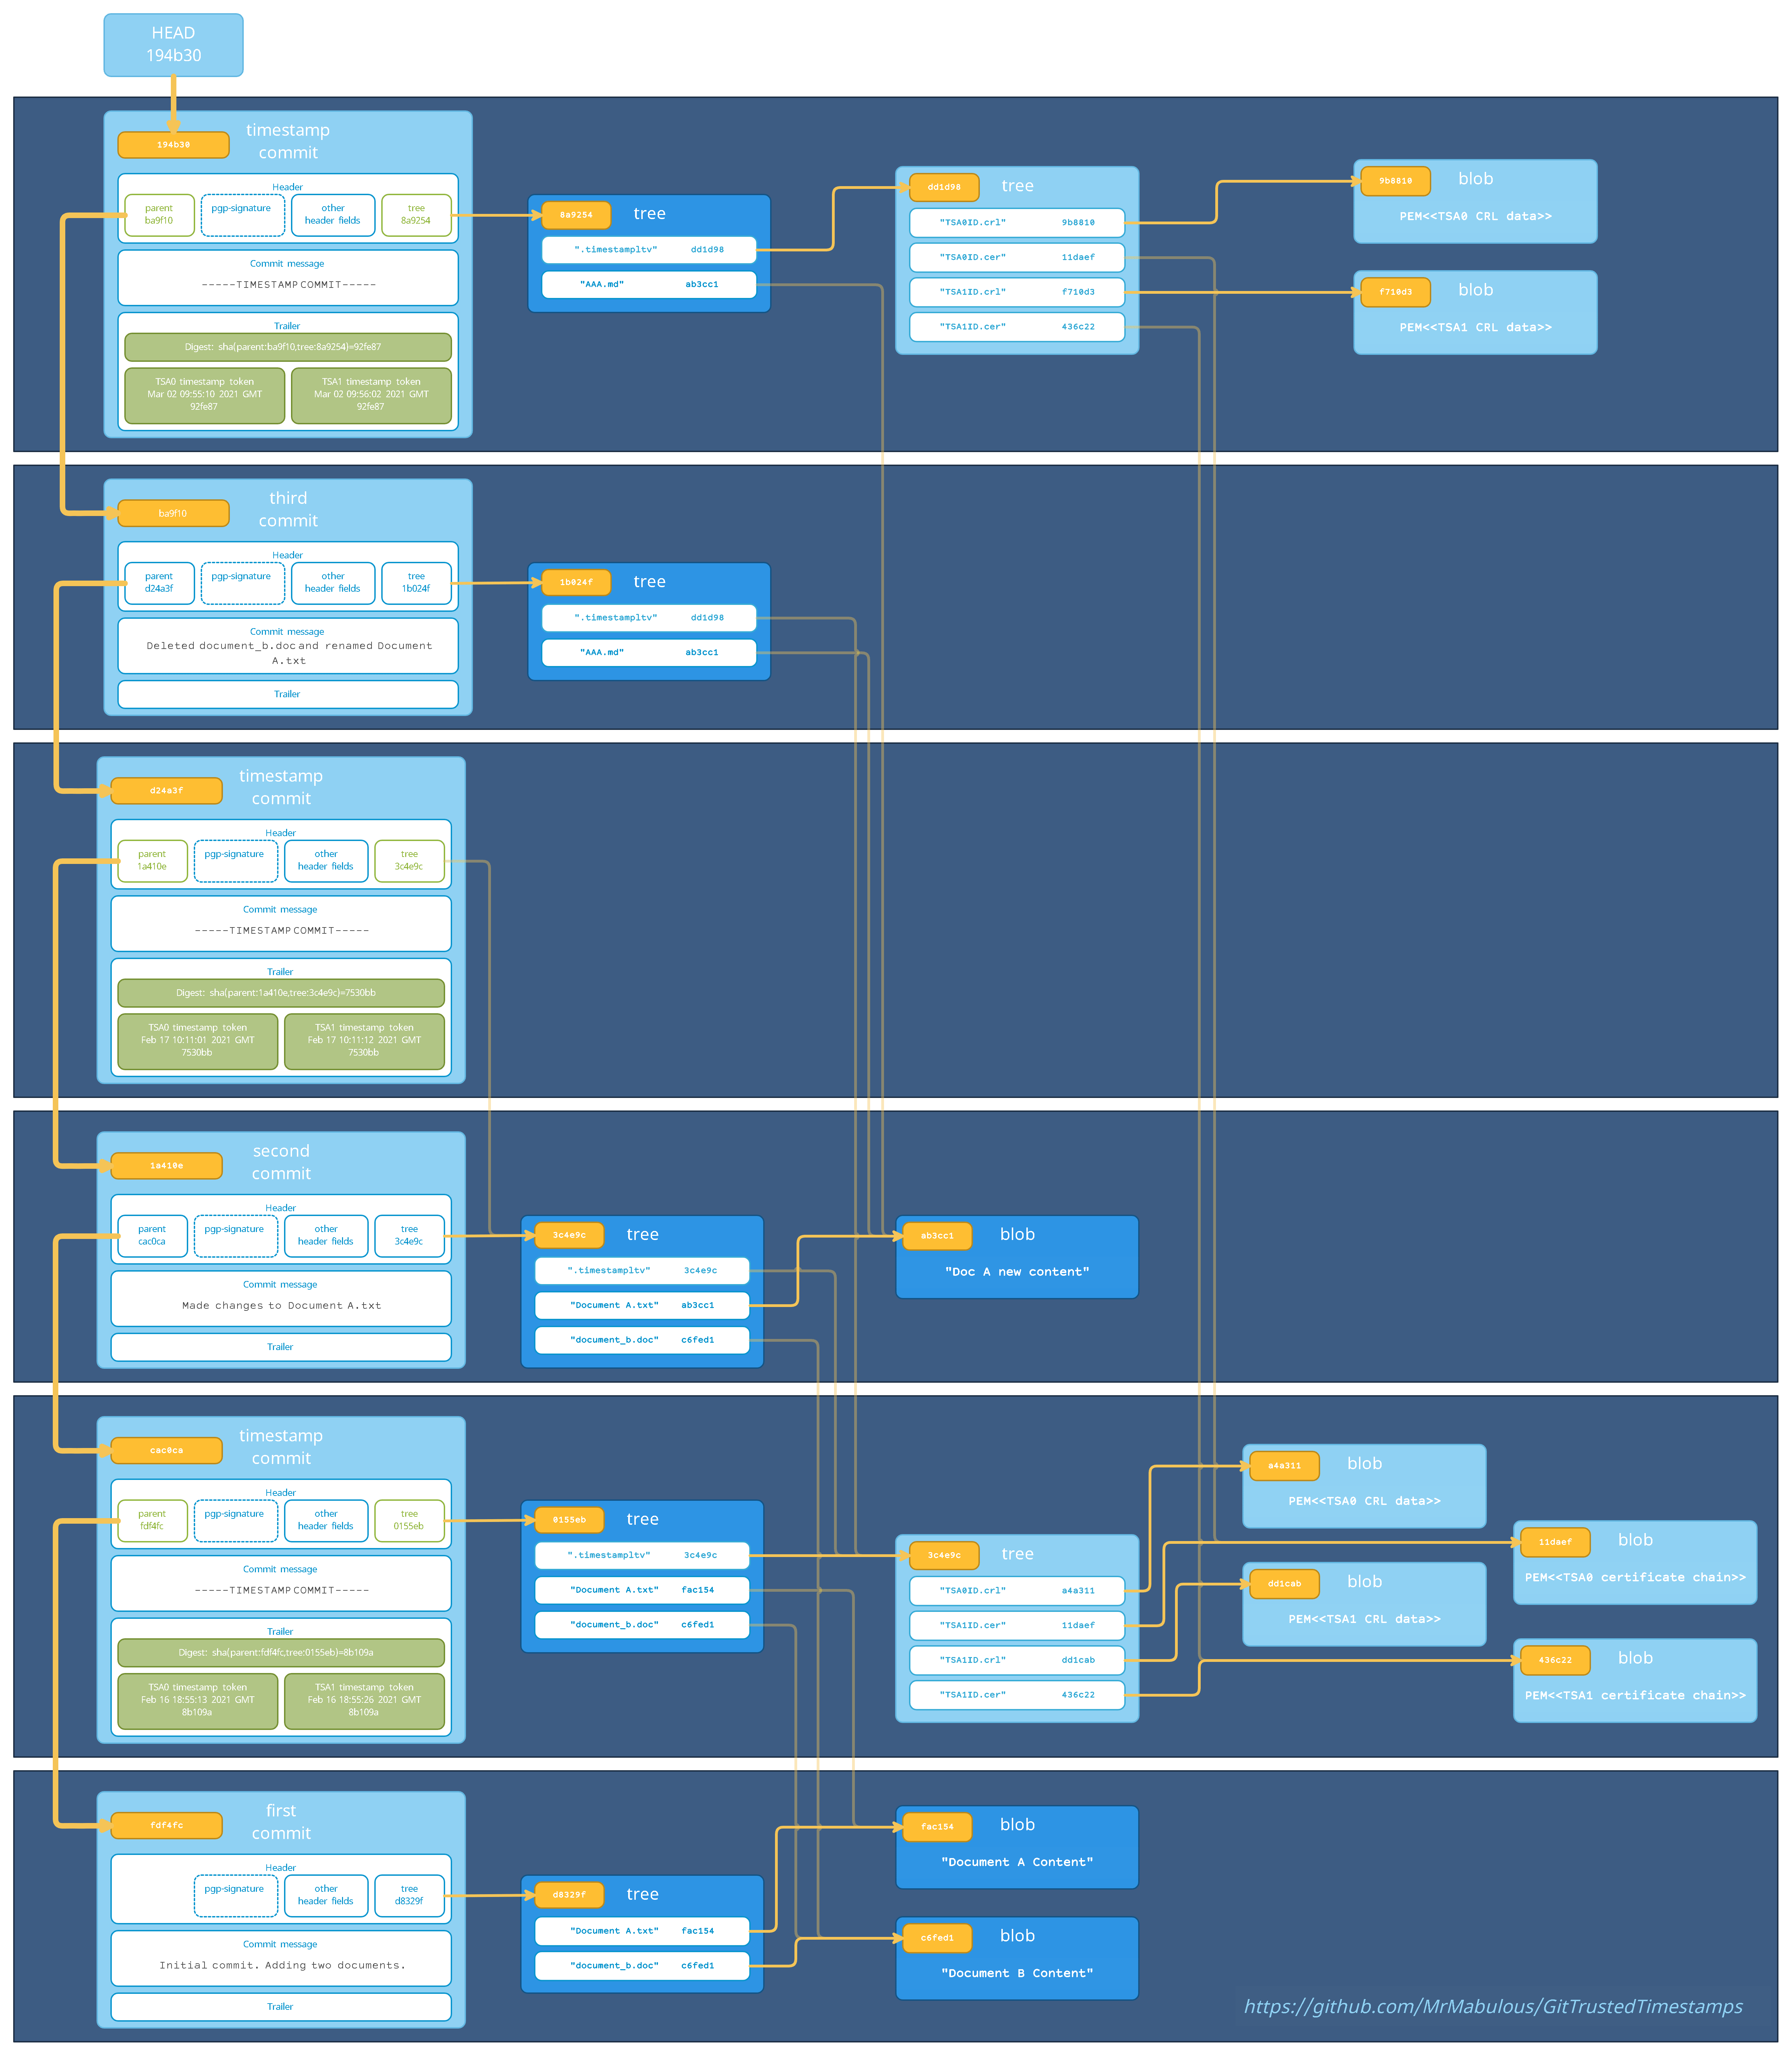 HEAD
194b30
timestamp
commit
194b30
Header
parent
ba9f10
pgp-signature
other
header fields
tree
8a9254
Commit message
-----TIMESTAMP COMMIT-----
Trailer
Digest: sha(parent:ba9f10,tree:8a9254)=92fe87
TSA0 timestamp token
Mar 02 09:55:10 2021 GMT
92fe87
TSA1 timestamp token
Mar 02 09:56:02 2021 GMT
92fe87
8a9254
tree
".timestampltv" dd1d98
"AAA.md" ab3cc1
dd1d98
tree
"TSA0ID.crl" 9b8810
"TSA0ID.cer" 11daef
"TSA1ID.crl" f710d3
"TSA1ID.cer" 436c22
9b8810
blob
PEM<<TSA0 CRL data>>
f710d3
blob
PEM<<TSA1 CRL data>>
third
commit
ba9f10
Header
parent
d24a3f
pgp-signature
other
header fields
tree
1b024f
Commit message
Deleted document_b.doc and renamed Document
A.txt
Trailer
1b024f
tree
".timestampltv" dd1d98
"AAA.md" ab3cc1
timestamp
commit
d24a3f
Header
parent
1a410e
pgp-signature
other
header fields
tree
3c4e9c
Commit message
-----TIMESTAMP COMMIT-----
Trailer
Digest: sha(parent:1a410e,tree:3c4e9c)=7530bb
TSA0 timestamp token
Feb 17 10:11:01 2021 GMT
7530bb
TSA1 timestamp token
Feb 17 10:11:12 2021 GMT
7530bb
second
commit
1a410e
Header
parent
cac0ca
pgp-signature
other
header fields
tree
3c4e9c
Commit message
Made changes to Document A.txt
Trailer
3c4e9c
tree
".timestampltv" 3c4e9c
"Document A.txt" ab3cc1
"document_b.doc" c6fed1
ab3cc1
blob
"Doc A new content"
timestamp
commit
cac0ca
Header
parent
fdf4fc
pgp-signature
other
header fields
tree
0155eb
Commit message
-----TIMESTAMP COMMIT-----
Trailer
Digest: sha(parent:fdf4fc,tree:0155eb)=8b109a
TSA0 timestamp token
Feb 16 18:55:13 2021 GMT
8b109a
TSA1 timestamp token
Feb 16 18:55:26 2021 GMT
8b109a
0155eb
tree
".timestampltv" 3c4e9c
"Document A.txt" fac154
"document_b.doc" c6fed1
3c4e9c
tree
"TSA0ID.crl" a4a311
"TSA1ID.cer" 11daef
"TSA1ID.crl" dd1cab
"TSA1ID.cer" 436c22
a4a311
blob
PEM<<TSA0 CRL data>>
11daef
blob
PEM<<TSA0 certificate chain>>
dd1cab
blob
PEM<<TSA1 CRL data>>
436c22
blob
PEM<<TSA1 certificate chain>>
first
commit
fdf4fc
Header
pgp-signature
other
header fields
tree
d8329f
Commit message
Initial commit. Adding two documents.
Trailer
d8329f
tree
"Document A.txt" fac154
"document_b.doc" c6fed1
fac154
blob
"Document A Content"
c6fed1
blob
"Document B Content"
https://github.com/MrMabulous/GitTrustedTimestamps